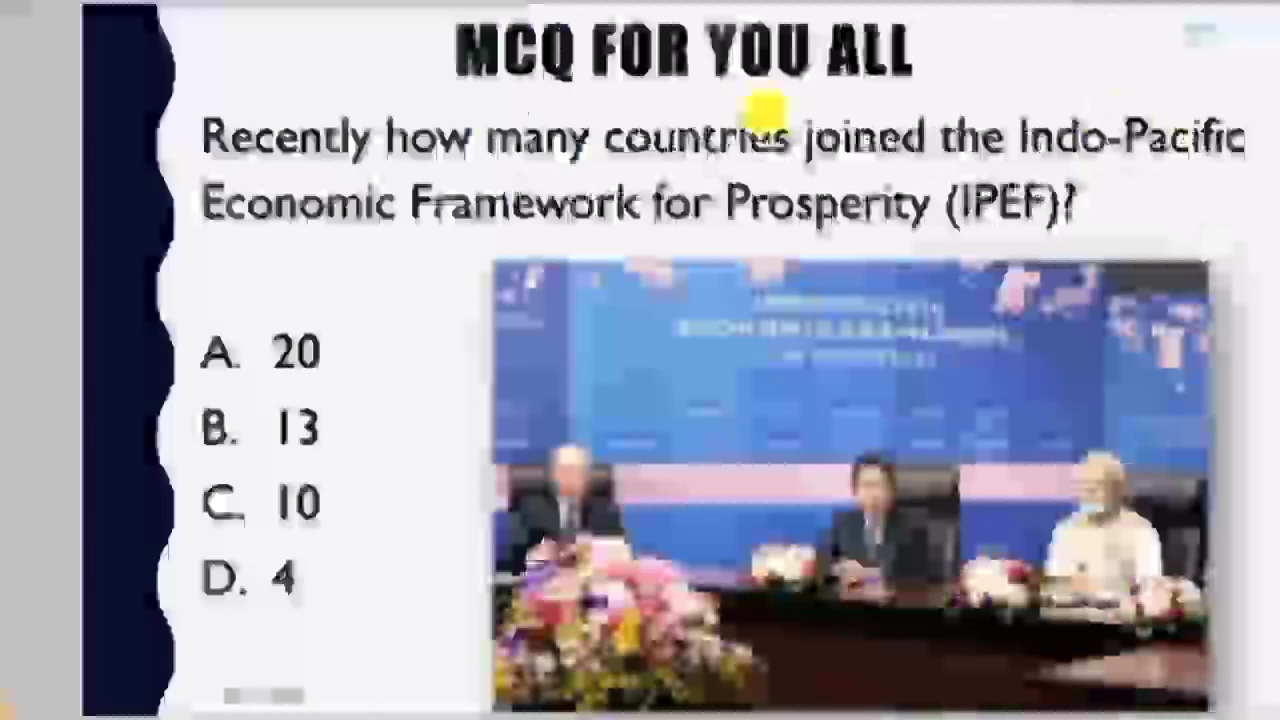 MCQ FOR YOU ALL
Recently how many countries joined the Indo-Pacific
Economic Framework for Prosperity (IPEF)?
A. 20
B. 13
C. 10
D. 4